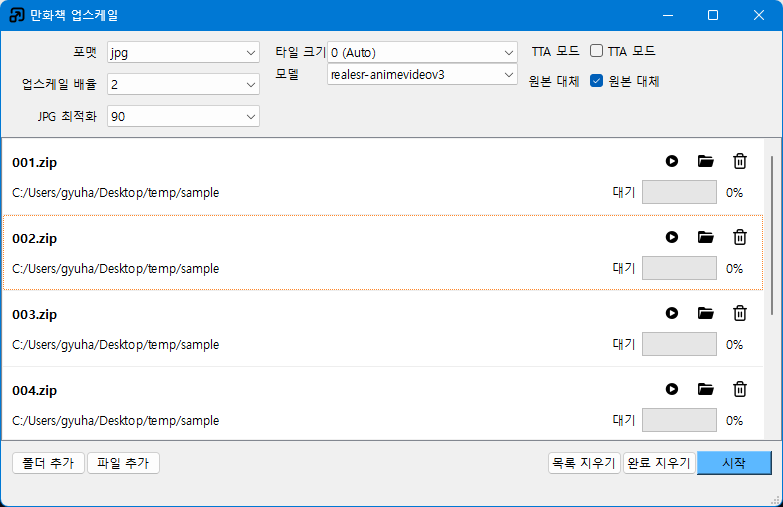 만화책 업스케일
포맷 jpg 타일 크기 0 (Auto) TTA 모드 TTA 모드
업스케일 배율 2 모델 realesr-animevideov3 원본 대체 원본 대체
JPG 최적화 90
001.zip
C:/Users/gyuha/Desktop/temp/sample 대기 0%
002.zip
C:/Users/gyuha/Desktop/temp/sample 대기 0%
003.zip
C:/Users/gyuha/Desktop/temp/sample 대기 0%
004.zip
C:/Users/gyuha/Desktop/temp/sample 대기 0%
폴더 추가 파일 추가 목록 지우기 완료 지우기 시작